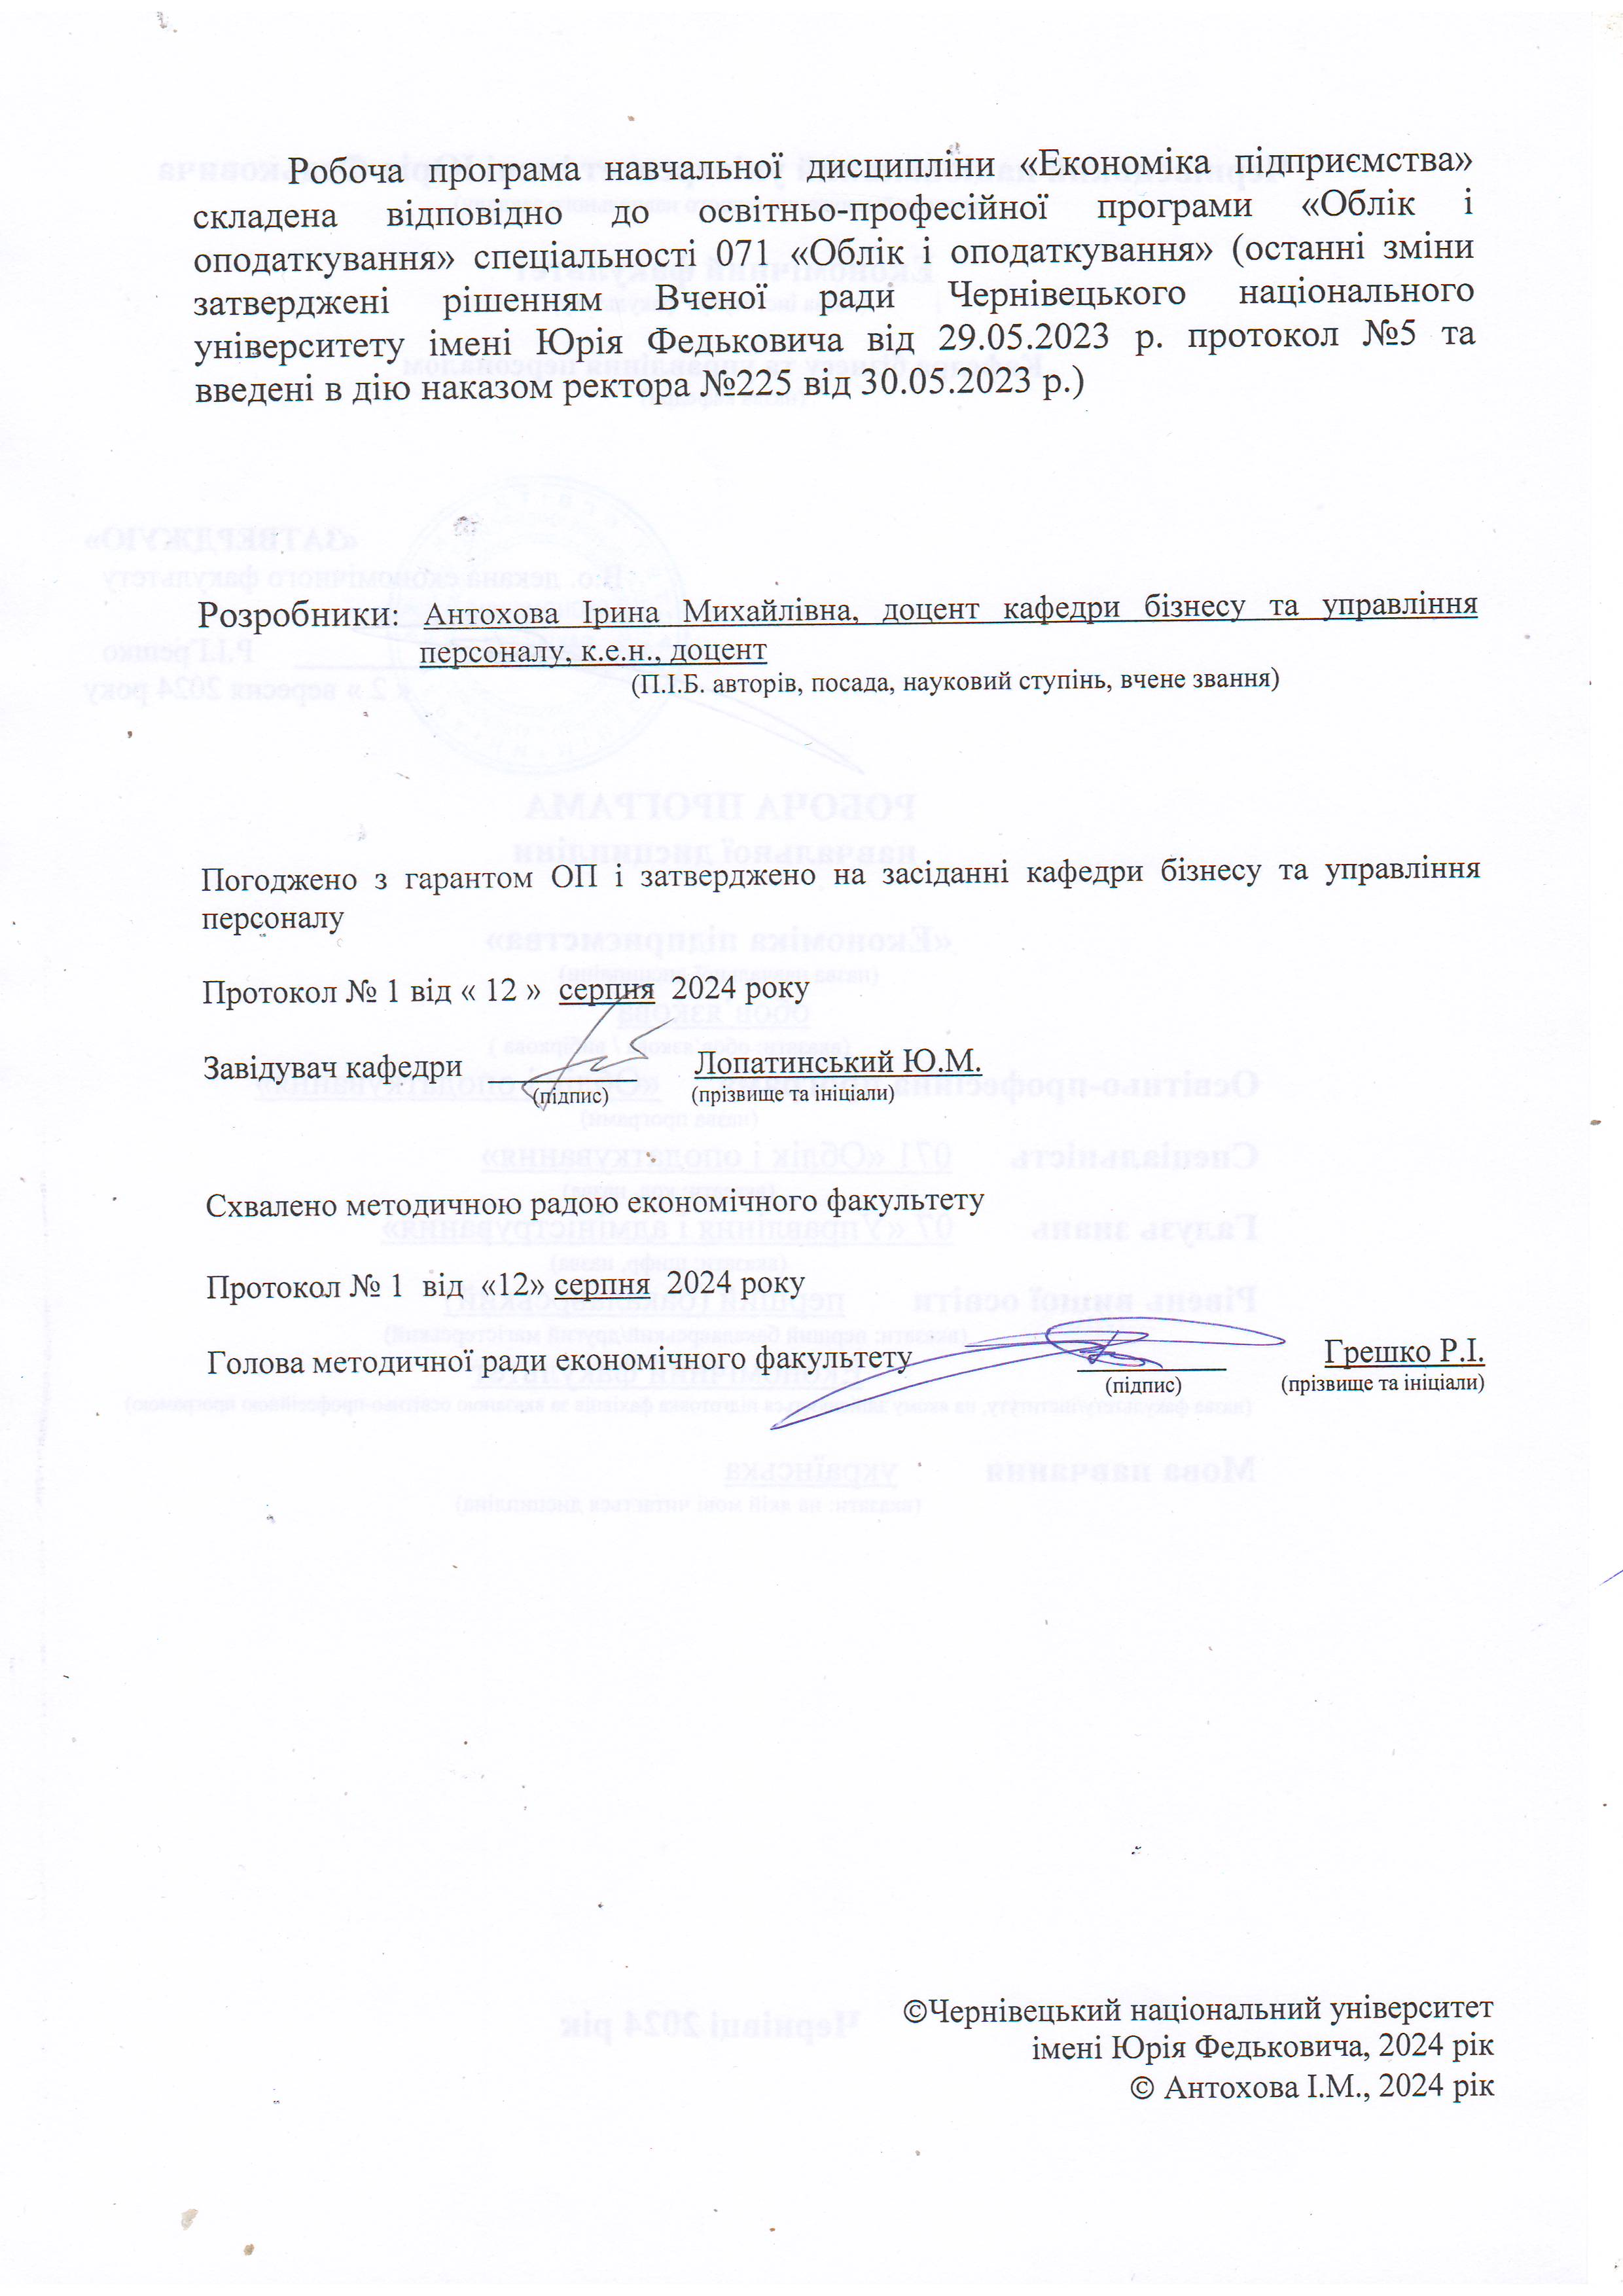 Робоча програма навчальної дисципліни «Економіка підприємства»
складена відповідно до освітньо-професійної програми «Облік і
оподаткування» спеціальності 071 «Облік і оподаткування» (останні зміни
затверджені рішенням Вченої ради Чернівецького національного
університету імені Юрія Федьковича від 29.05.2023 р. протокол №5 та
введені в дію наказом ректора №225 від 30.05.2023 р.)
Розробники: Антохова Ірина Михайлівна, доцент кафедри бізнесу та управління
персоналу, к.е.н., доцент
(П.І.Б. авторів, посада, науковий ступінь, вчене звання)
Погоджено з гарантом ОП і затверджено на засіданні кафедри бізнесу та управління
персоналу
Протокол № 1 від « 12 » серпня 2024 року
Завідувач кафедри Лопатинський Ю.М.
(підпис) (прізвище та ініціали)
Схвалено методичною радою економічного факультету
Протокол № 1 від «12» серпня 2024 року
Голова методичної ради економічного факультету Грешко Р.І.
(підпис) (прізвище та ініціали)
©Чернівецький національний університет
імені Юрія Федьковича, 2024 рік
© Антохова І.М., 2024 рік